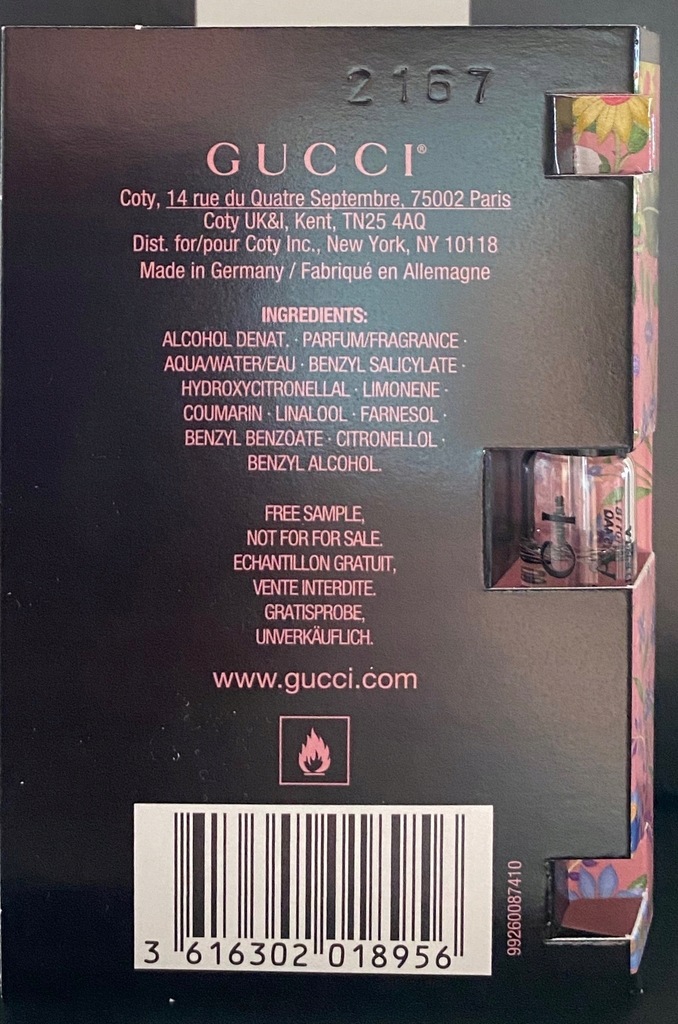 2167
GUCCI®
Coty, 14 rue du Quatre Septembre, 75002 Paris
Coty UK&I, Kent, TN25 4AQ
Dist. for/pour Coty Inc., New York, NY 10118
Made in Germany / Fabriqué en Allemagne
INGREDIENTS:
ALCOHOL DENAT. · PARFUM/FRAGRANCE ·
AQUA/WATER/EAU · BENZYL SALICYLATE ·
HYDROXYCITRONELLAL · LIMONENE ·
COUMARIN · LINALOOL · FARNESOL ·
BENZYL BENZOATE · CITRONELLOL ·
BENZYL ALCOHOL.
FREE SAMPLE,
NOT FOR FOR SALE.
ECHANTILLON GRATUIT,
VENTE INTERDITE.
GRATISPROBE,
UNVERKÄUFLICH.
www.gucci.com
3 616302 018956
99260087410